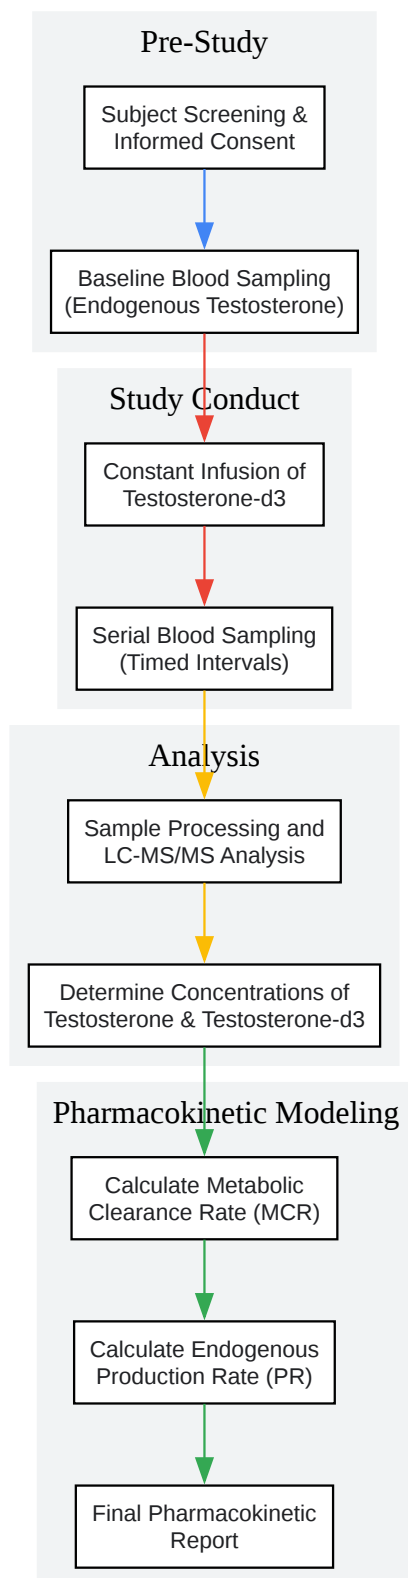 Pre-Study
Subject Screening &
Informed Consent
Baseline Blood Sampling
(Endogenous Testosterone)
Study Conduct
Constant Infusion of
Testosterone-d3
Serial Blood Sampling
(Timed Intervals)
Analysis
Sample Processing and
LC-MS/MS Analysis
Determine Concentrations of
Testosterone & Testosterone-d3
Pharmacokinetic Modeling
Calculate Metabolic
Clearance Rate (MCR)
Calculate Endogenous
Production Rate (PR)
Final Pharmacokinetic
Report